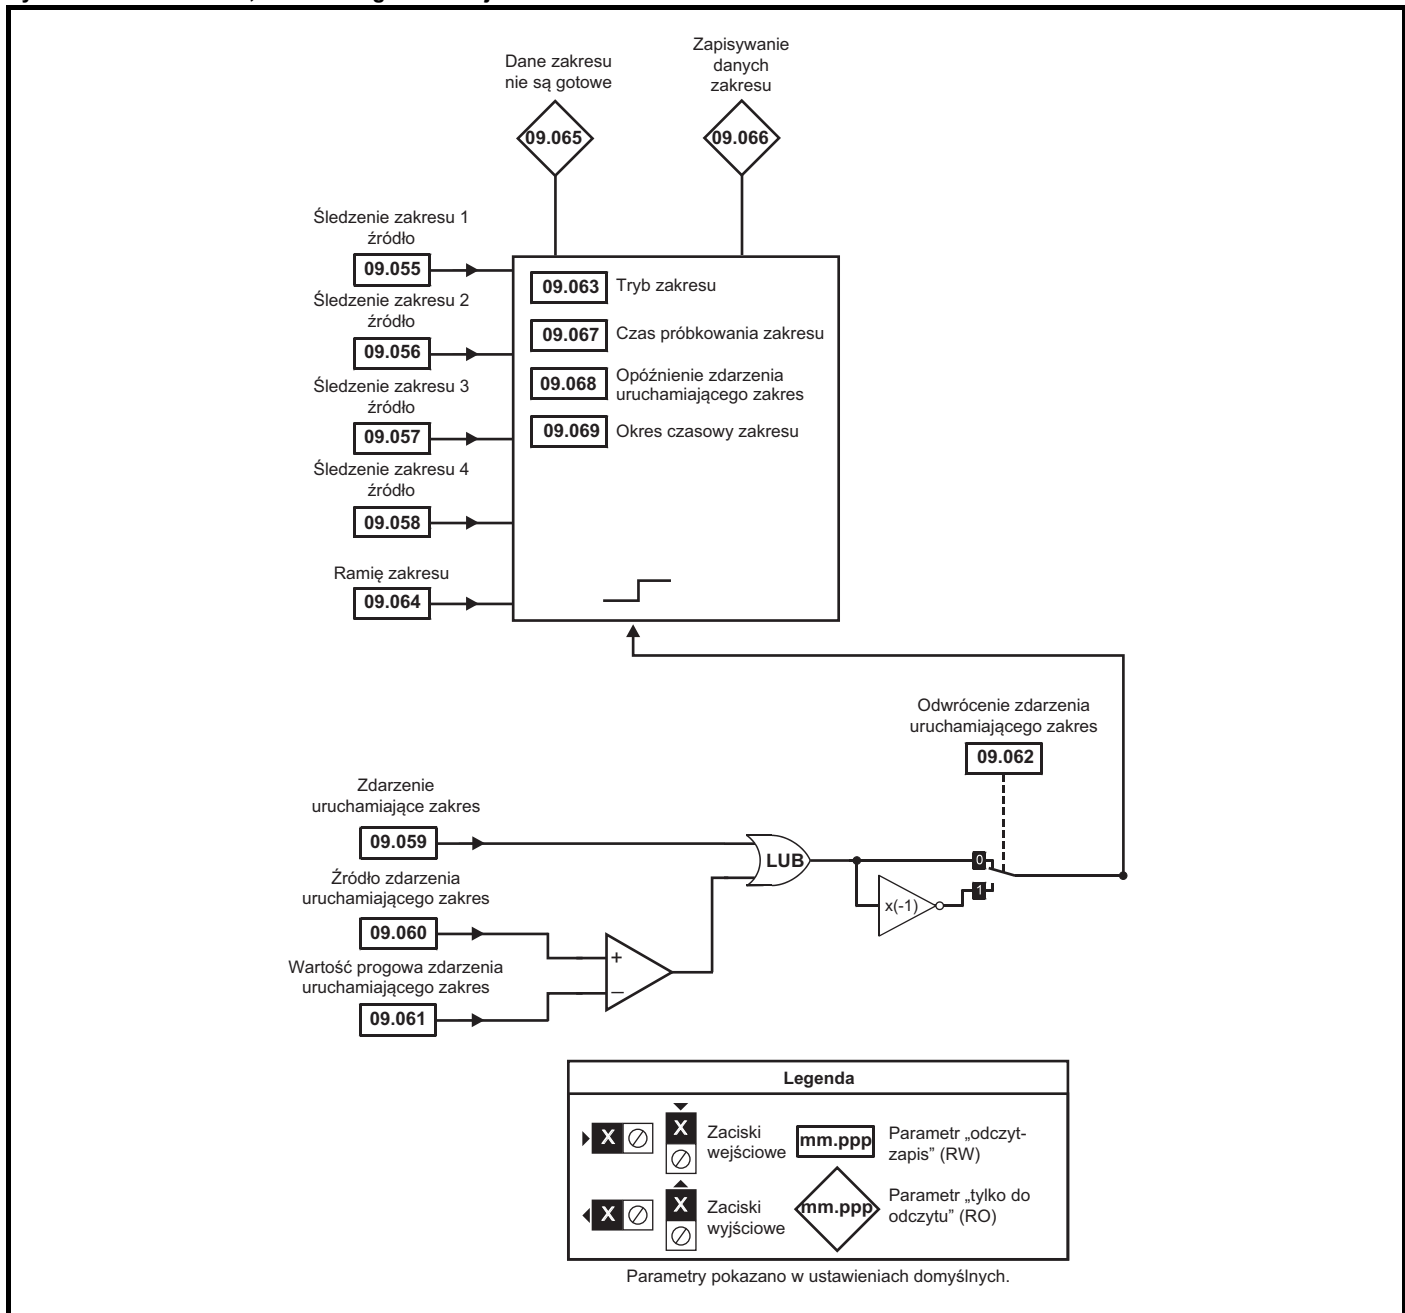 Dane zakresu
nie są gotowe
Zapisywanie
danych
zakresu
09.065
09.066
Śledzenie zakresu 1
źródło
09.055
Śledzenie zakresu 2
źródło
09.056
Śledzenie zakresu 3
źródło
09.057
Śledzenie zakresu 4
źródło
09.058
Ramię zakresu
09.064
09.063 Tryb zakresu
09.067 Czas próbkowania zakresu
09.068 Opóźnienie zdarzenia
uruchamiającego zakres
09.069 Okres czasowy zakresu
Odwrócenie zdarzenia
uruchamiającego zakres
09.062
Zdarzenie
uruchamiające zakres
09.059
Źródło zdarzenia
uruchamiającego zakres
09.060
Wartość progowa zdarzenia
uruchamiającego zakres
09.061
+
–
LUB
x(-1)
0
1
Legenda
X
X
Zaciski
wejściowe
mm.ppp
Parametr „odczyt-
zapis” (RW)
X
X
Zaciski
wyjściowe
mm.ppp
Parametr „tylko do
odczytu” (RO)
Parametry pokazano w ustawieniach domyślnych.